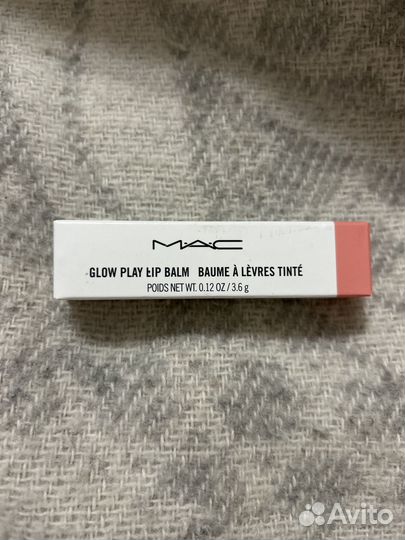 M·A·C
GLOW PLAY LIP BALM BAUME À LÈVRES TINTÉ
POIDS NET WT. 0.12 OZ / 3.6 g
Avito